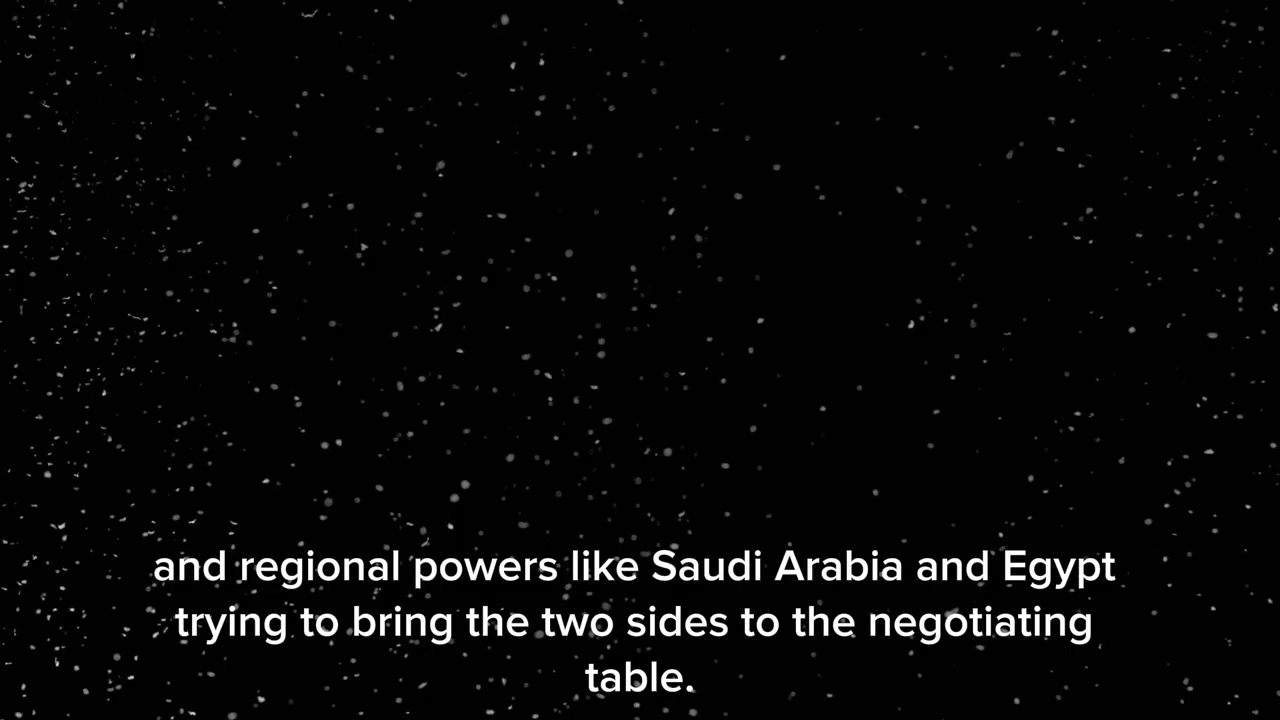 and regional powers like Saudi Arabia and Egypt
trying to bring the two sides to the negotiating
table.